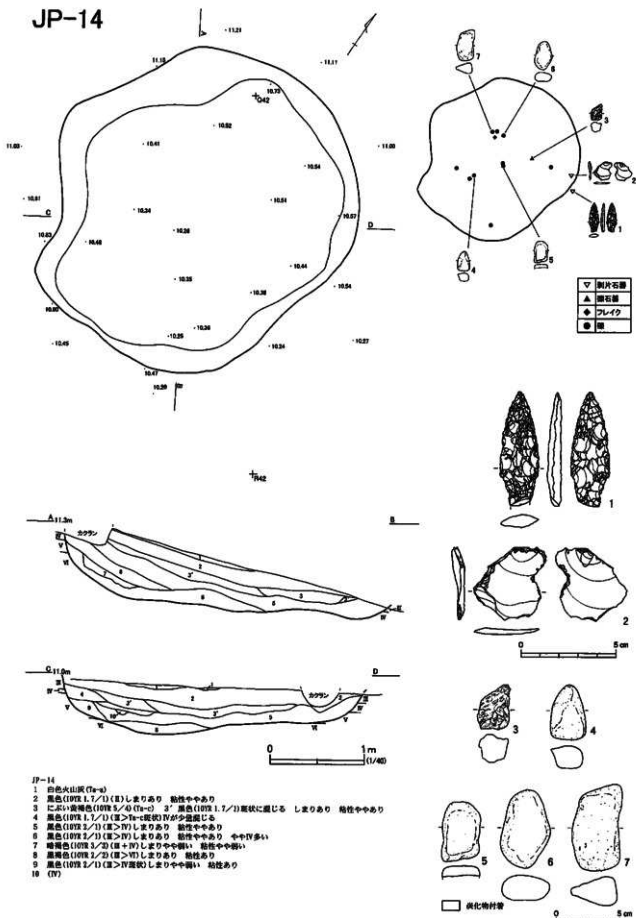 JP-14
11.21
11.15
11.11
10.73
Q42
10.62
11.03
10.41
10.54
11.00
10.81
10.34
10.51
10.57
C
D
10.63
10.48
10.38
10.44
10.35
10.54
10.38
10.60
10.36
10.45
10.25
10.34
10.27
10.47
10.39
7
6
3
2
1
4
5
▽ 剥片石器
▲ 礫石器
◆ フレイク
● 礫
R42
A 11.3m
B
カクラン
C 11.0m
D
カクラン
0 1m
(1/40)
1
2
0 5cm
3
4
5
6
7
炭化物付着
0 5cm
JP-14
1 白色火山灰(Ta-a)
2 黒色(10YR 1.7/1)(Ⅱ)しまりあり 粘性ややあり
3 にぶい黄褐色(10YR 5/4)(Ta-c) 3' 黒色(10YR 1.7/1)斑状に混じる しまりあり 粘性ややあり
4 黒色(10YR 1.7/1)(Ⅲ>Ta-c斑状)Ⅳが少量混じる
5 黒色(10YR 2/1)(Ⅲ>Ⅳ)しまりあり 粘性ややあり
6 黒色(10YR 2/1)(Ⅲ>Ⅳ)しまりあり 粘性ややあり ややⅣ多い
7 暗褐色(10YR 3/3)(Ⅲ+Ⅳ)しまりやや弱い 粘性やや弱い
8 黒褐色(10YR 2/2)(Ⅲ>Ⅵ)しまりあり 粘性あり
9 黒色(10YR 2/1)(Ⅲ>Ⅳ斑状)しまりやや弱い 粘性あり
10 (Ⅳ)